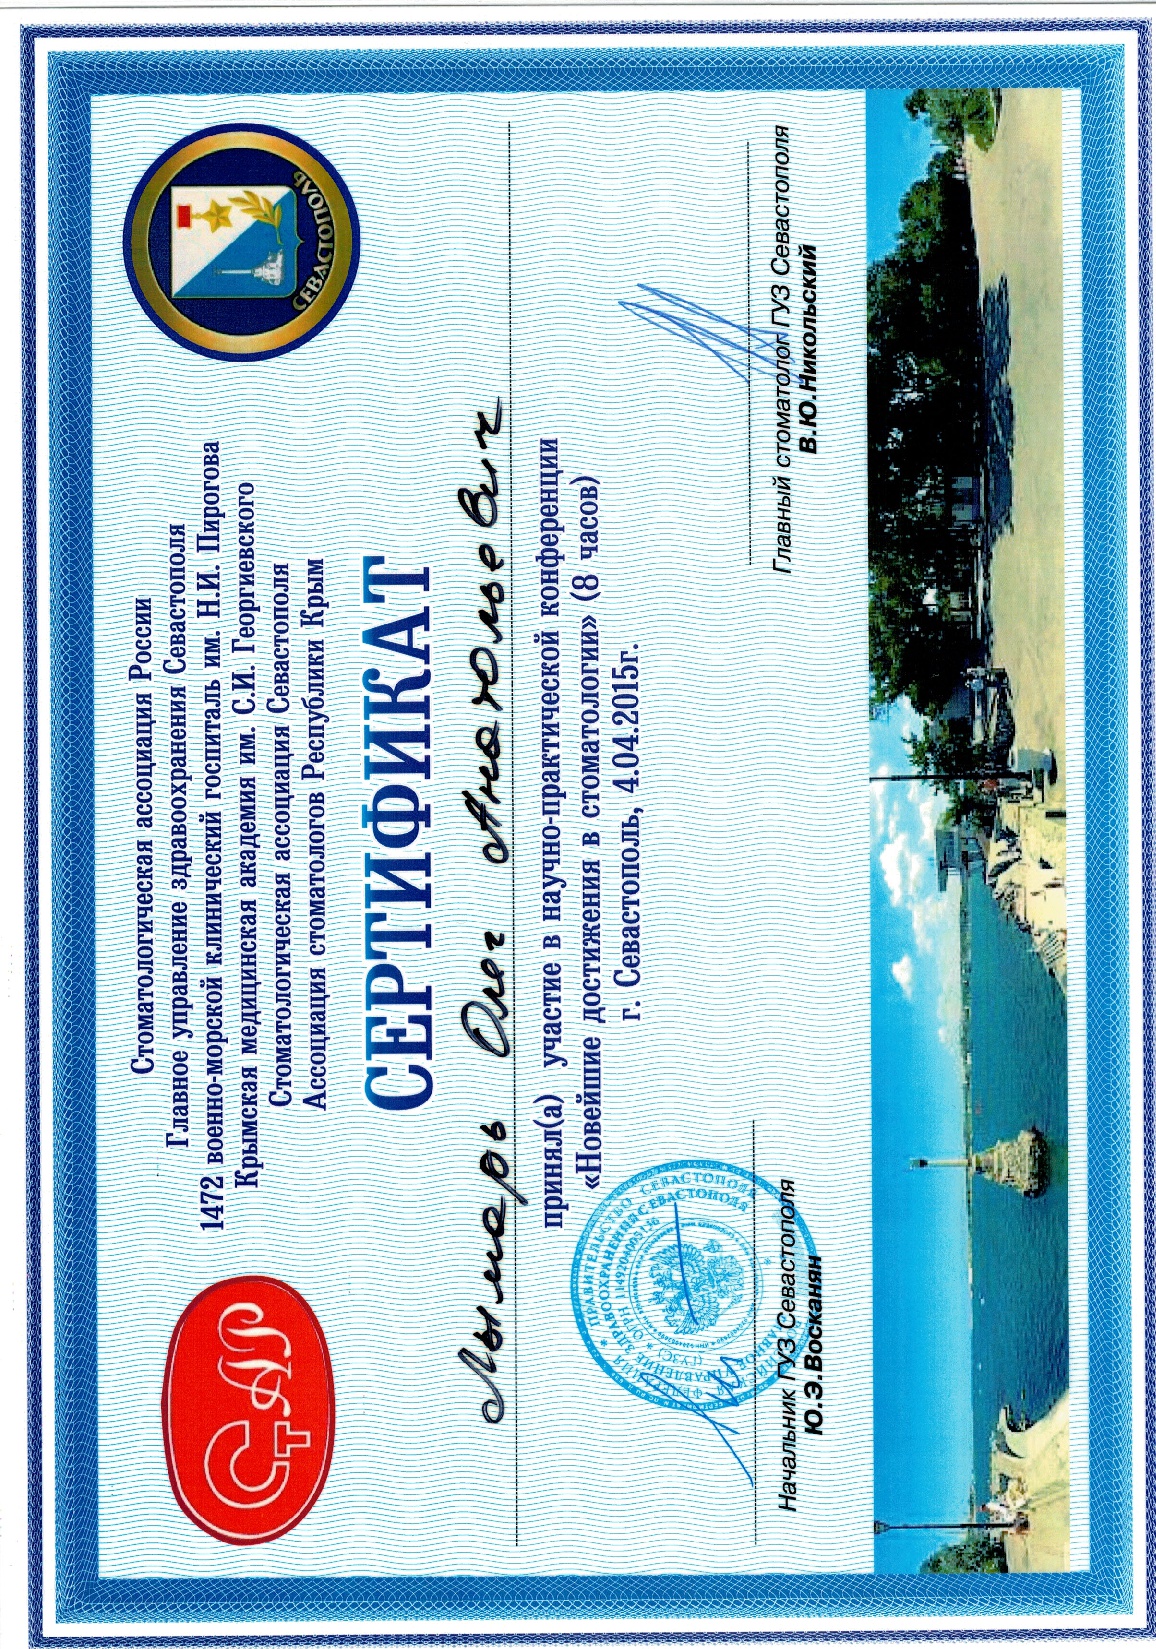 СтАР
СЕВАСТОПОЛЬ
Стоматологическая ассоциация России
Главное управление здравоохранения Севастополя
1472 военно-морской клинический госпиталь им. Н.И. Пирогова
Крымская медицинская академия им. С.И. Георгиевского
Стоматологическая ассоциация Севастополя
Ассоциация стоматологов Республики Крым
СЕРТИФИКАТ
Лымарь Олег Анатольевич
принял(а) участие в научно-практической конференции
«Новейшие достижения в стоматологии» (8 часов)
г. Севастополь, 4.04.2015г.
ПРАВИТЕЛЬСТВО СЕВАСТОПОЛЯ
УПРАВЛЕНИЕ ЗДРАВООХРАНЕНИЯ СЕВАСТОПОЛЯ
(ГУЗС)
Начальник ГУЗ Севастополя
Ю.Э.Восканян
Главный стоматолог ГУЗ Севастополя
В.Ю.Никольский